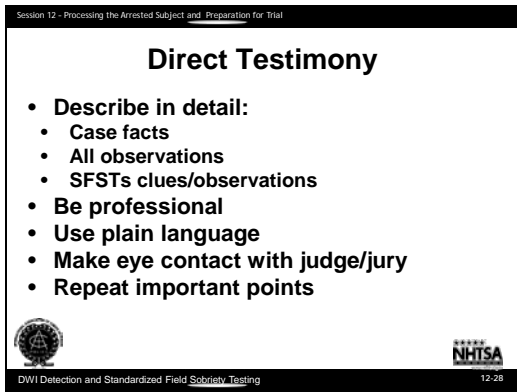 Session 12 - Processing the Arrested Subject and Preparation for Trial
Direct Testimony
• Describe in detail:
• Case facts
• All observations
• SFSTs clues/observations
• Be professional
• Use plain language
• Make eye contact with judge/jury
• Repeat important points
NHTSA
DWI Detection and Standardized Field Sobriety Testing
12-28